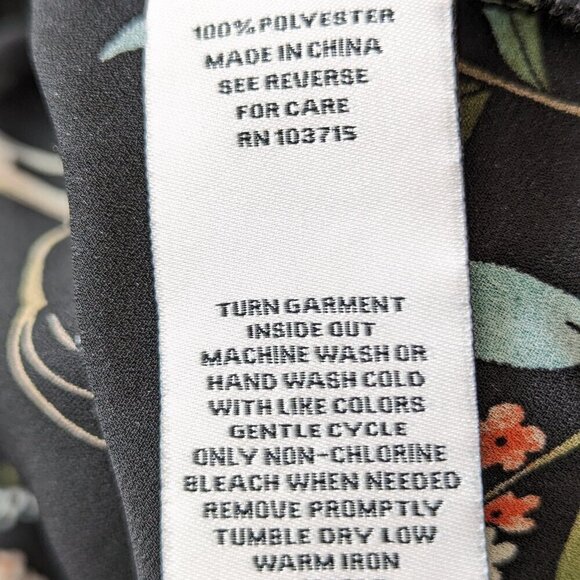 100% POLYESTER
MADE IN CHINA
SEE REVERSE
FOR CARE
RN 103715
TURN GARMENT
INSIDE OUT
MACHINE WASH OR
HAND WASH COLD
WITH LIKE COLORS
GENTLE CYCLE
ONLY NON-CHLORINE
BLEACH WHEN NEEDED
REMOVE PROMPTLY
TUMBLE DRY LOW
WARM IRON